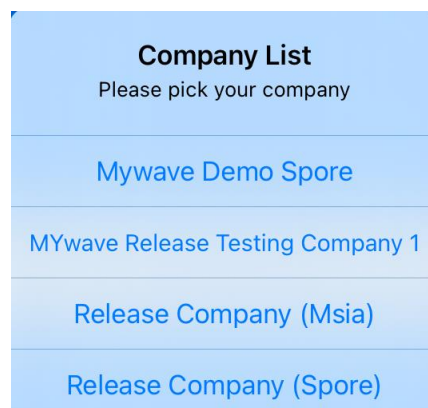 Company List
Please pick your company
Mywave Demo Spore
MYwave Release Testing Company 1
Release Company (Msia)
Release Company (Spore)